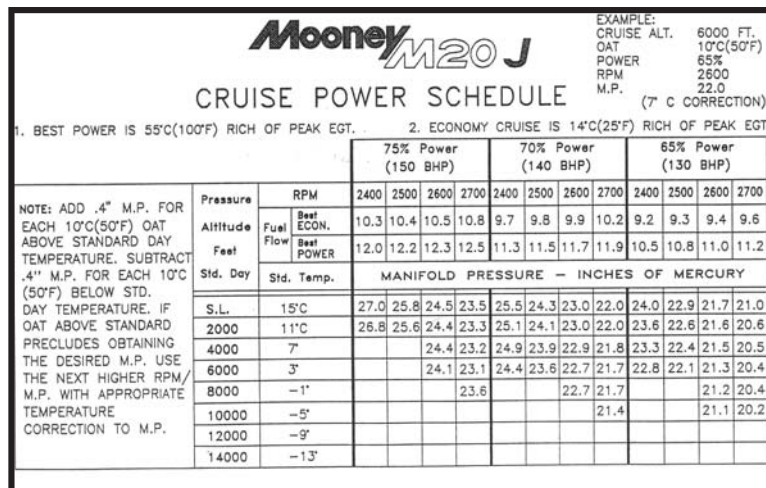 Mooney M20 J
EXAMPLE:
CRUISE ALT. 6000 FT.
OAT 10°C(50°F)
POWER 65%
RPM 2600
M.P. 22.0
(7° C CORRECTION)
CRUISE POWER SCHEDULE
1. BEST POWER IS 55°C(100°F) RICH OF PEAK EGT. 2. ECONOMY CRUISE IS 14°C(25°F) RICH OF PEAK EGT
75% Power 70% Power 65% Power
(150 BHP) (140 BHP) (130 BHP)
NOTE: ADD .4" M.P. FOR
EACH 10°C(50°F) OAT
ABOVE STANDARD DAY
TEMPERATURE. SUBTRACT
.4" M.P. FOR EACH 10°C
(50°F) BELOW STD.
DAY TEMPERATURE. IF
OAT ABOVE STANDARD
PRECLUDES OBTAINING
THE DESIRED M.P. USE
THE NEXT HIGHER RPM/
M.P. WITH APPROPRIATE
TEMPERATURE
CORRECTION TO M.P.
Pressure
Altitude
Feet
Std. Day
RPM 2400 2500 2600 2700 2400 2500 2600 2700 2400 2500 2600 2700
Fuel Flow
Best ECON. 10.3 10.4 10.5 10.8 9.7 9.8 9.9 10.2 9.2 9.3 9.4 9.6
Best POWER 12.0 12.2 12.3 12.5 11.3 11.5 11.7 11.9 10.5 10.8 11.0 11.2
Std. Temp. MANIFOLD PRESSURE – INCHES OF MERCURY
S.L. 15°C 27.0 25.8 24.5 23.5 25.5 24.3 23.0 22.0 24.0 22.9 21.7 21.0
2000 11°C 26.8 25.6 24.4 23.3 25.1 24.1 23.0 22.0 23.6 22.6 21.6 20.6
4000 7° 24.4 23.2 24.9 23.9 22.9 21.8 23.3 22.4 21.5 20.5
6000 3° 24.1 23.1 24.4 23.6 22.7 21.7 22.8 22.1 21.3 20.4
8000 –1° 23.6 22.7 21.7 21.2 20.4
10000 –5° 21.4 21.1 20.2
12000 –9°
14000 –13°